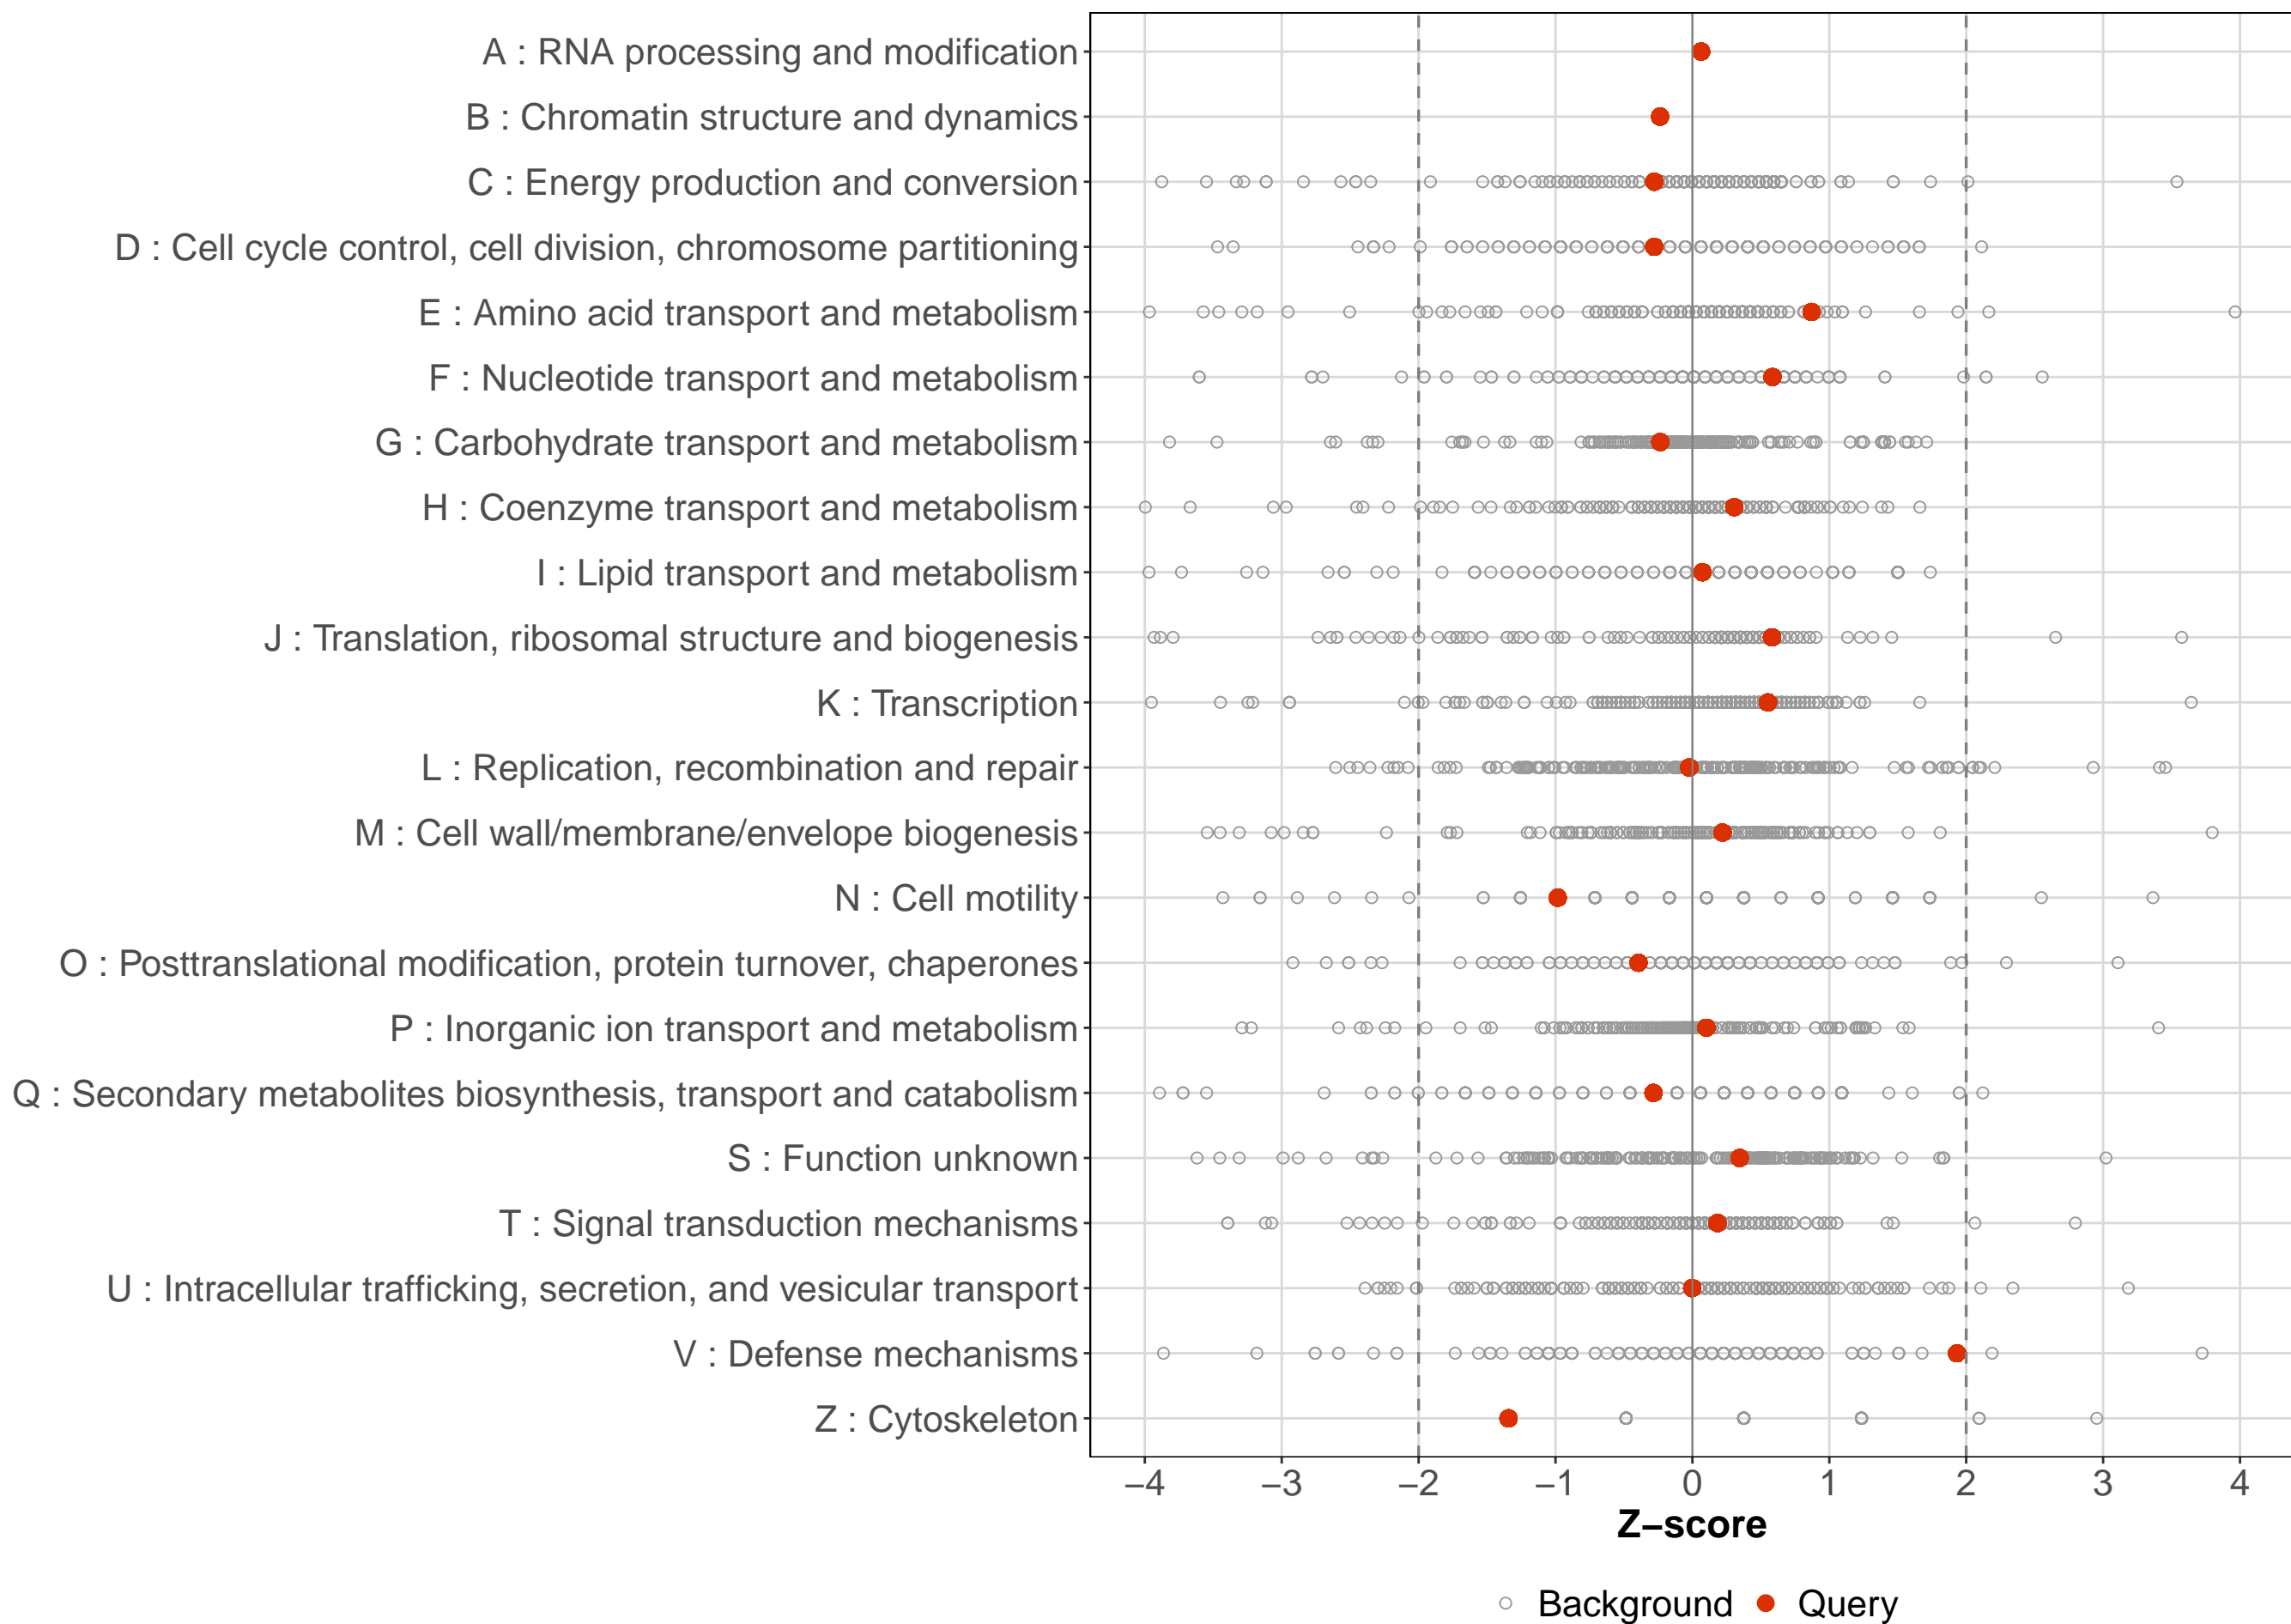 A : RNA processing and modification
B : Chromatin structure and dynamics
C : Energy production and conversion
D : Cell cycle control, cell division, chromosome partitioning
E : Amino acid transport and metabolism
F : Nucleotide transport and metabolism
G : Carbohydrate transport and metabolism
H : Coenzyme transport and metabolism
I : Lipid transport and metabolism
J : Translation, ribosomal structure and biogenesis
K : Transcription
L : Replication, recombination and repair
M : Cell wall/membrane/envelope biogenesis
N : Cell motility
O : Posttranslational modification, protein turnover, chaperones
P : Inorganic ion transport and metabolism
Q : Secondary metabolites biosynthesis, transport and catabolism
S : Function unknown
T : Signal transduction mechanisms
U : Intracellular trafficking, secretion, and vesicular transport
V : Defense mechanisms
Z : Cytoskeleton
−4 −3 −2 −1 0 1 2 3 4
Z−score
Background Query